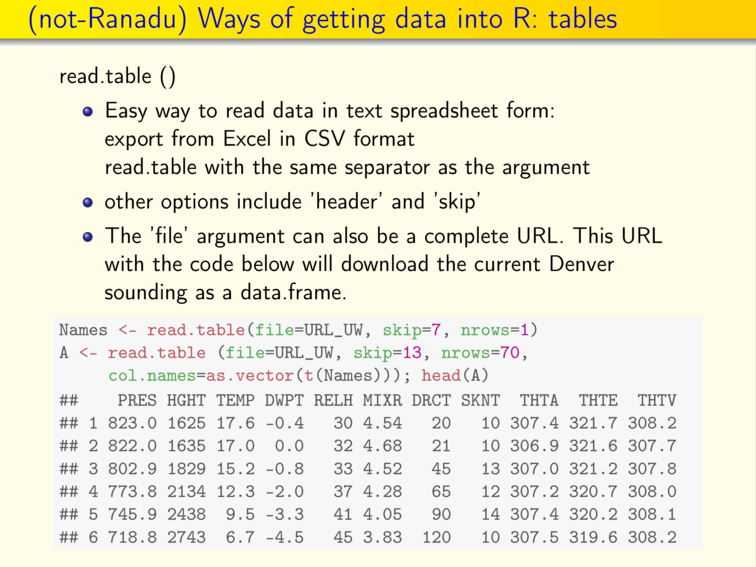 (not-Ranadu) Ways of getting data into R: tables
read.table ()
Easy way to read data in text spreadsheet form:
export from Excel in CSV format
read.table with the same separator as the argument
other options include 'header' and 'skip'
The 'file' argument can also be a complete URL. This URL
with the code below will download the current Denver
sounding as a data.frame.
Names <- read.table(file=URL_UW, skip=7, nrows=1)
A <- read.table (file=URL_UW, skip=13, nrows=70,
col.names=as.vector(t(Names))); head(A)
## PRES HGHT TEMP DWPT RELH MIXR DRCT SKNT THTA THTE THTV
## 1 823.0 1625 17.6 -0.4 30 4.54 20 10 307.4 321.7 308.2
## 2 822.0 1635 17.0 0.0 32 4.68 21 10 306.9 321.6 307.7
## 3 802.9 1829 15.2 -0.8 33 4.52 45 13 307.0 321.2 307.8
## 4 773.8 2134 12.3 -2.0 37 4.28 65 12 307.2 320.7 308.0
## 5 745.9 2438 9.5 -3.3 41 4.05 90 14 307.4 320.2 308.1
## 6 718.8 2743 6.7 -4.5 45 3.83 120 10 307.5 319.6 308.2